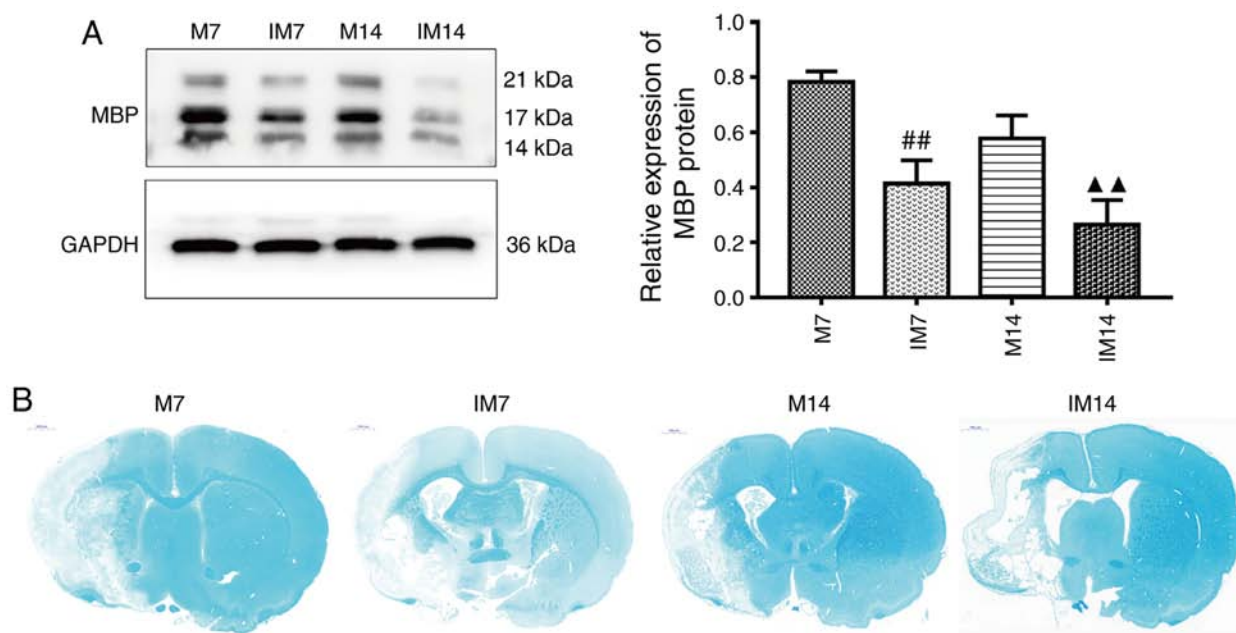 A
M7 IM7 M14 IM14
MBP
21 kDa
17 kDa
14 kDa
GAPDH
36 kDa
Relative expression of
MBP protein
1.0
0.8
0.6
0.4
0.2
0.0
##
▲▲
M7
IM7
M14
IM14
B
M7 IM7 M14 IM14